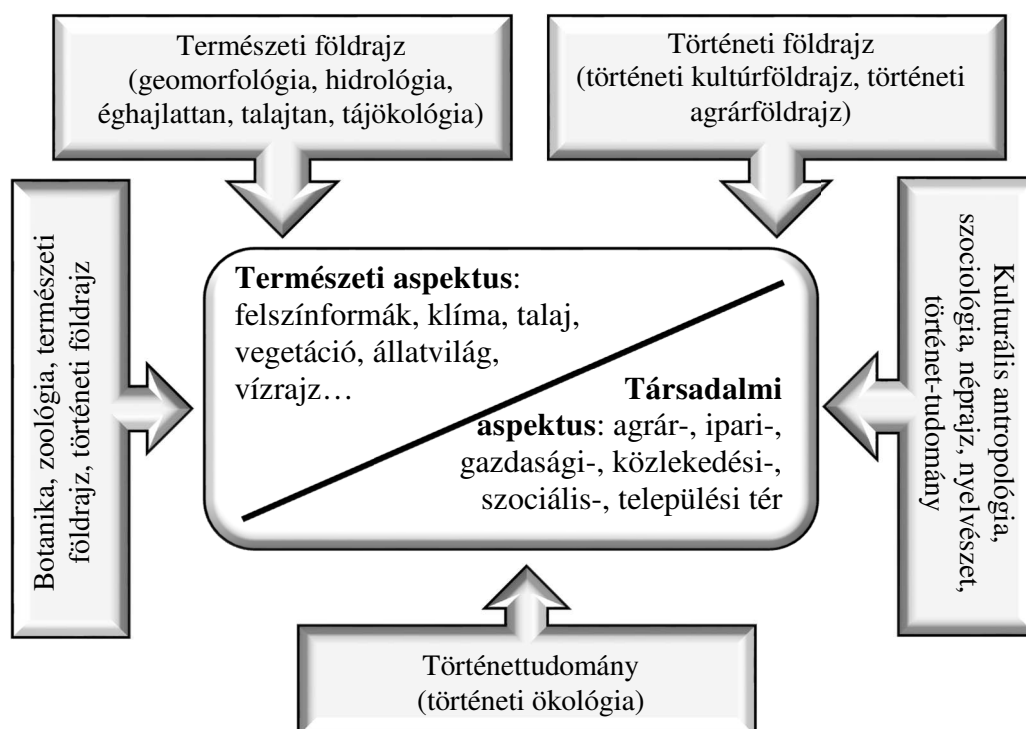 Természeti földrajz
(geomorfológia, hidrológia,
éghajlattan, talajtan, tájökológia)
Történeti földrajz
(történeti kultúrföldrajz, történeti
agrárföldrajz)
Botanika, zoológia, természeti
földrajz, történeti földrajz
Természeti aspektus:
felszínformák, klíma, talaj,
vegetáció, állatvilág,
vízrajz…
Társadalmi
aspektus: agrár-, ipari-,
gazdasági-, közlekedési-,
szociális-, települési tér
Kulturális antropológia,
szociológia, néprajz, nyelvészet,
történet-tudomány
Történettudomány
(történeti ökológia)